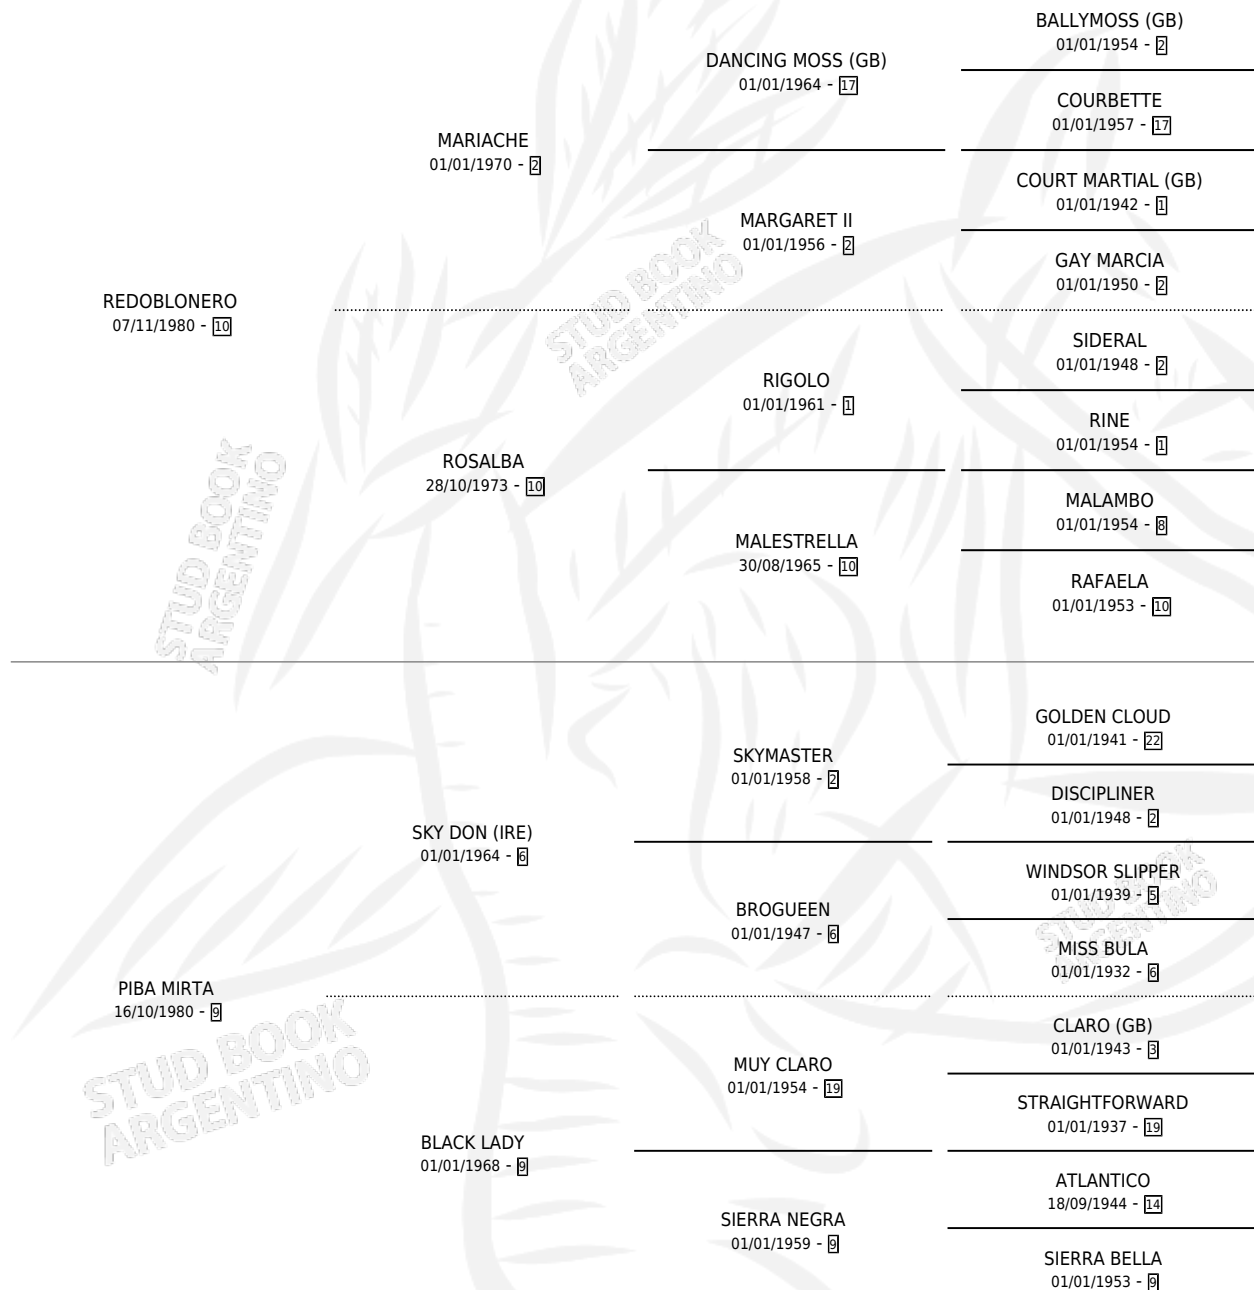 BALLYMOSS (GB)
01/01/1954 - 2
DANCING MOSS (GB)
01/01/1964 - 17
COURBETTE
01/01/1957 - 17
MARIACHE
01/01/1970 - 2
COURT MARTIAL (GB)
01/01/1942 - 1
MARGARET II
01/01/1956 - 2
GAY MARCIA
01/01/1950 - 2
REDOBLONERO
07/11/1980 - 10
STUD BOOK
ARGENTINO
SIDERAL
01/01/1948 - 2
RIGOLO
01/01/1961 - 1
RINE
01/01/1954 - 1
ROSALBA
28/10/1973 - 10
STUD BOOK
ARGENTINO
MALAMBO
01/01/1954 - 8
MALESTRELLA
30/08/1965 - 10
RAFAELA
01/01/1953 - 10
GOLDEN CLOUD
01/01/1941 - 22
SKYMASTER
01/01/1958 - 2
DISCIPLINER
01/01/1948 - 2
SKY DON (IRE)
01/01/1964 - 6
WINDSOR SLIPPER
01/01/1939 - 5
STUD BOOK
ARGENTINO
BROGUEEN
01/01/1947 - 6
MISS BULA
01/01/1932 - 6
PIBA MIRTA
16/10/1980 - 9
STUD BOOK
ARGENTINO
CLARO (GB)
01/01/1943 - 3
MUY CLARO
01/01/1954 - 19
STRAIGHTFORWARD
01/01/1937 - 19
BLACK LADY
01/01/1968 - 9
ATLANTICO
18/09/1944 - 14
SIERRA NEGRA
01/01/1959 - 9
SIERRA BELLA
01/01/1953 - 9